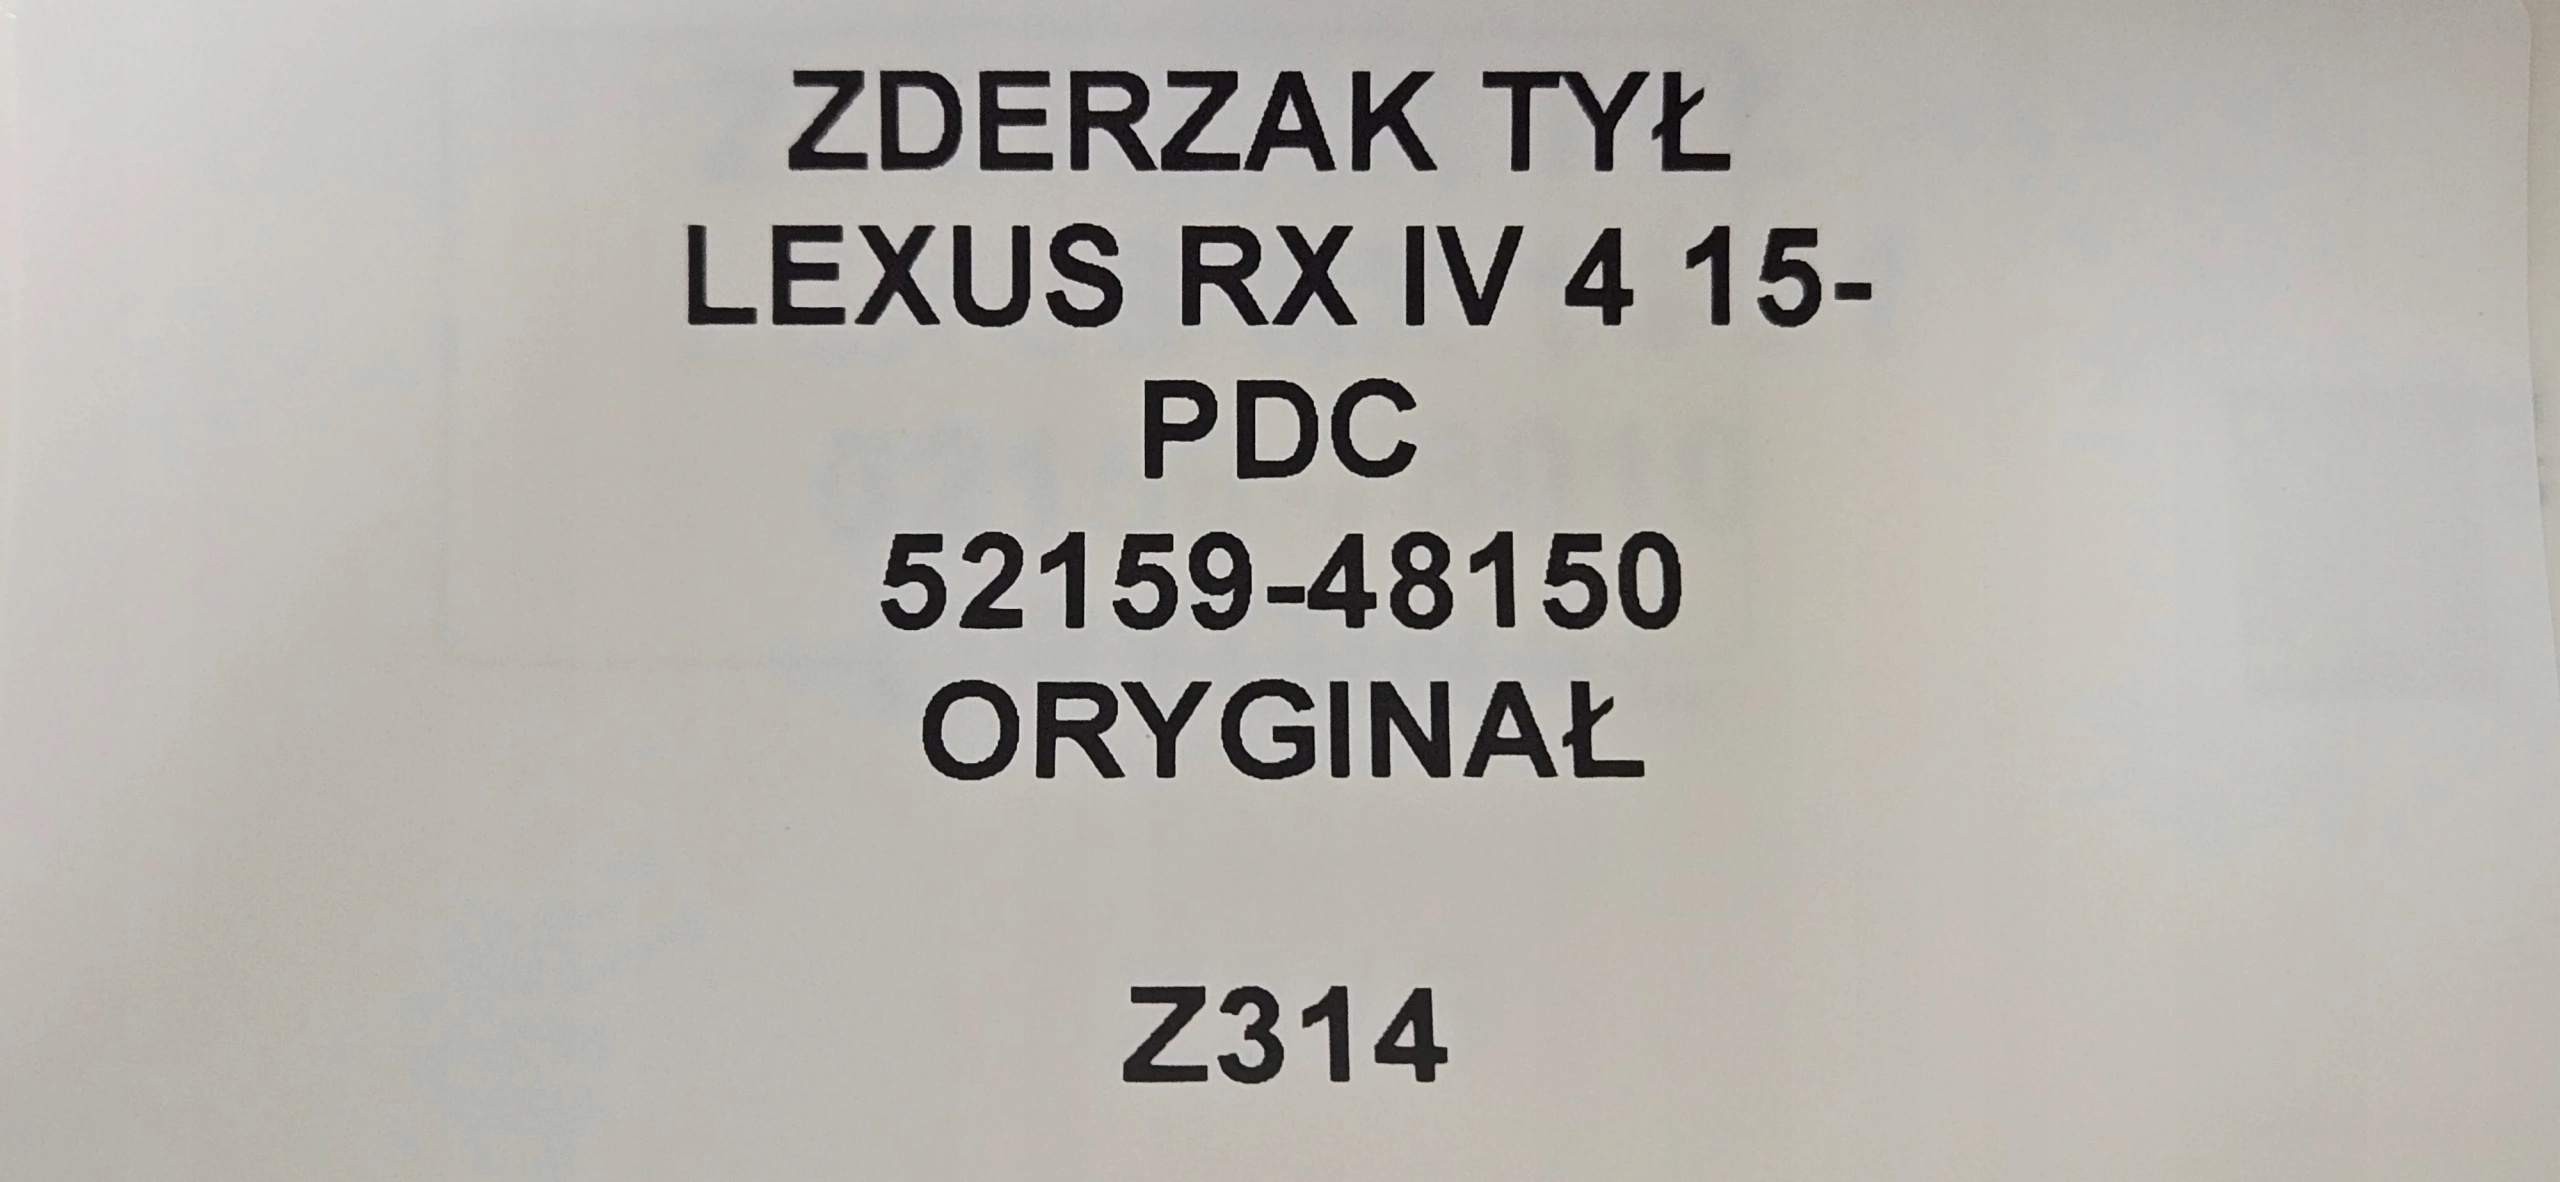 ZDERZAK TYŁ
LEXUS RX IV 4 15-
PDC
52159-48150
ORYGINAŁ
Z314